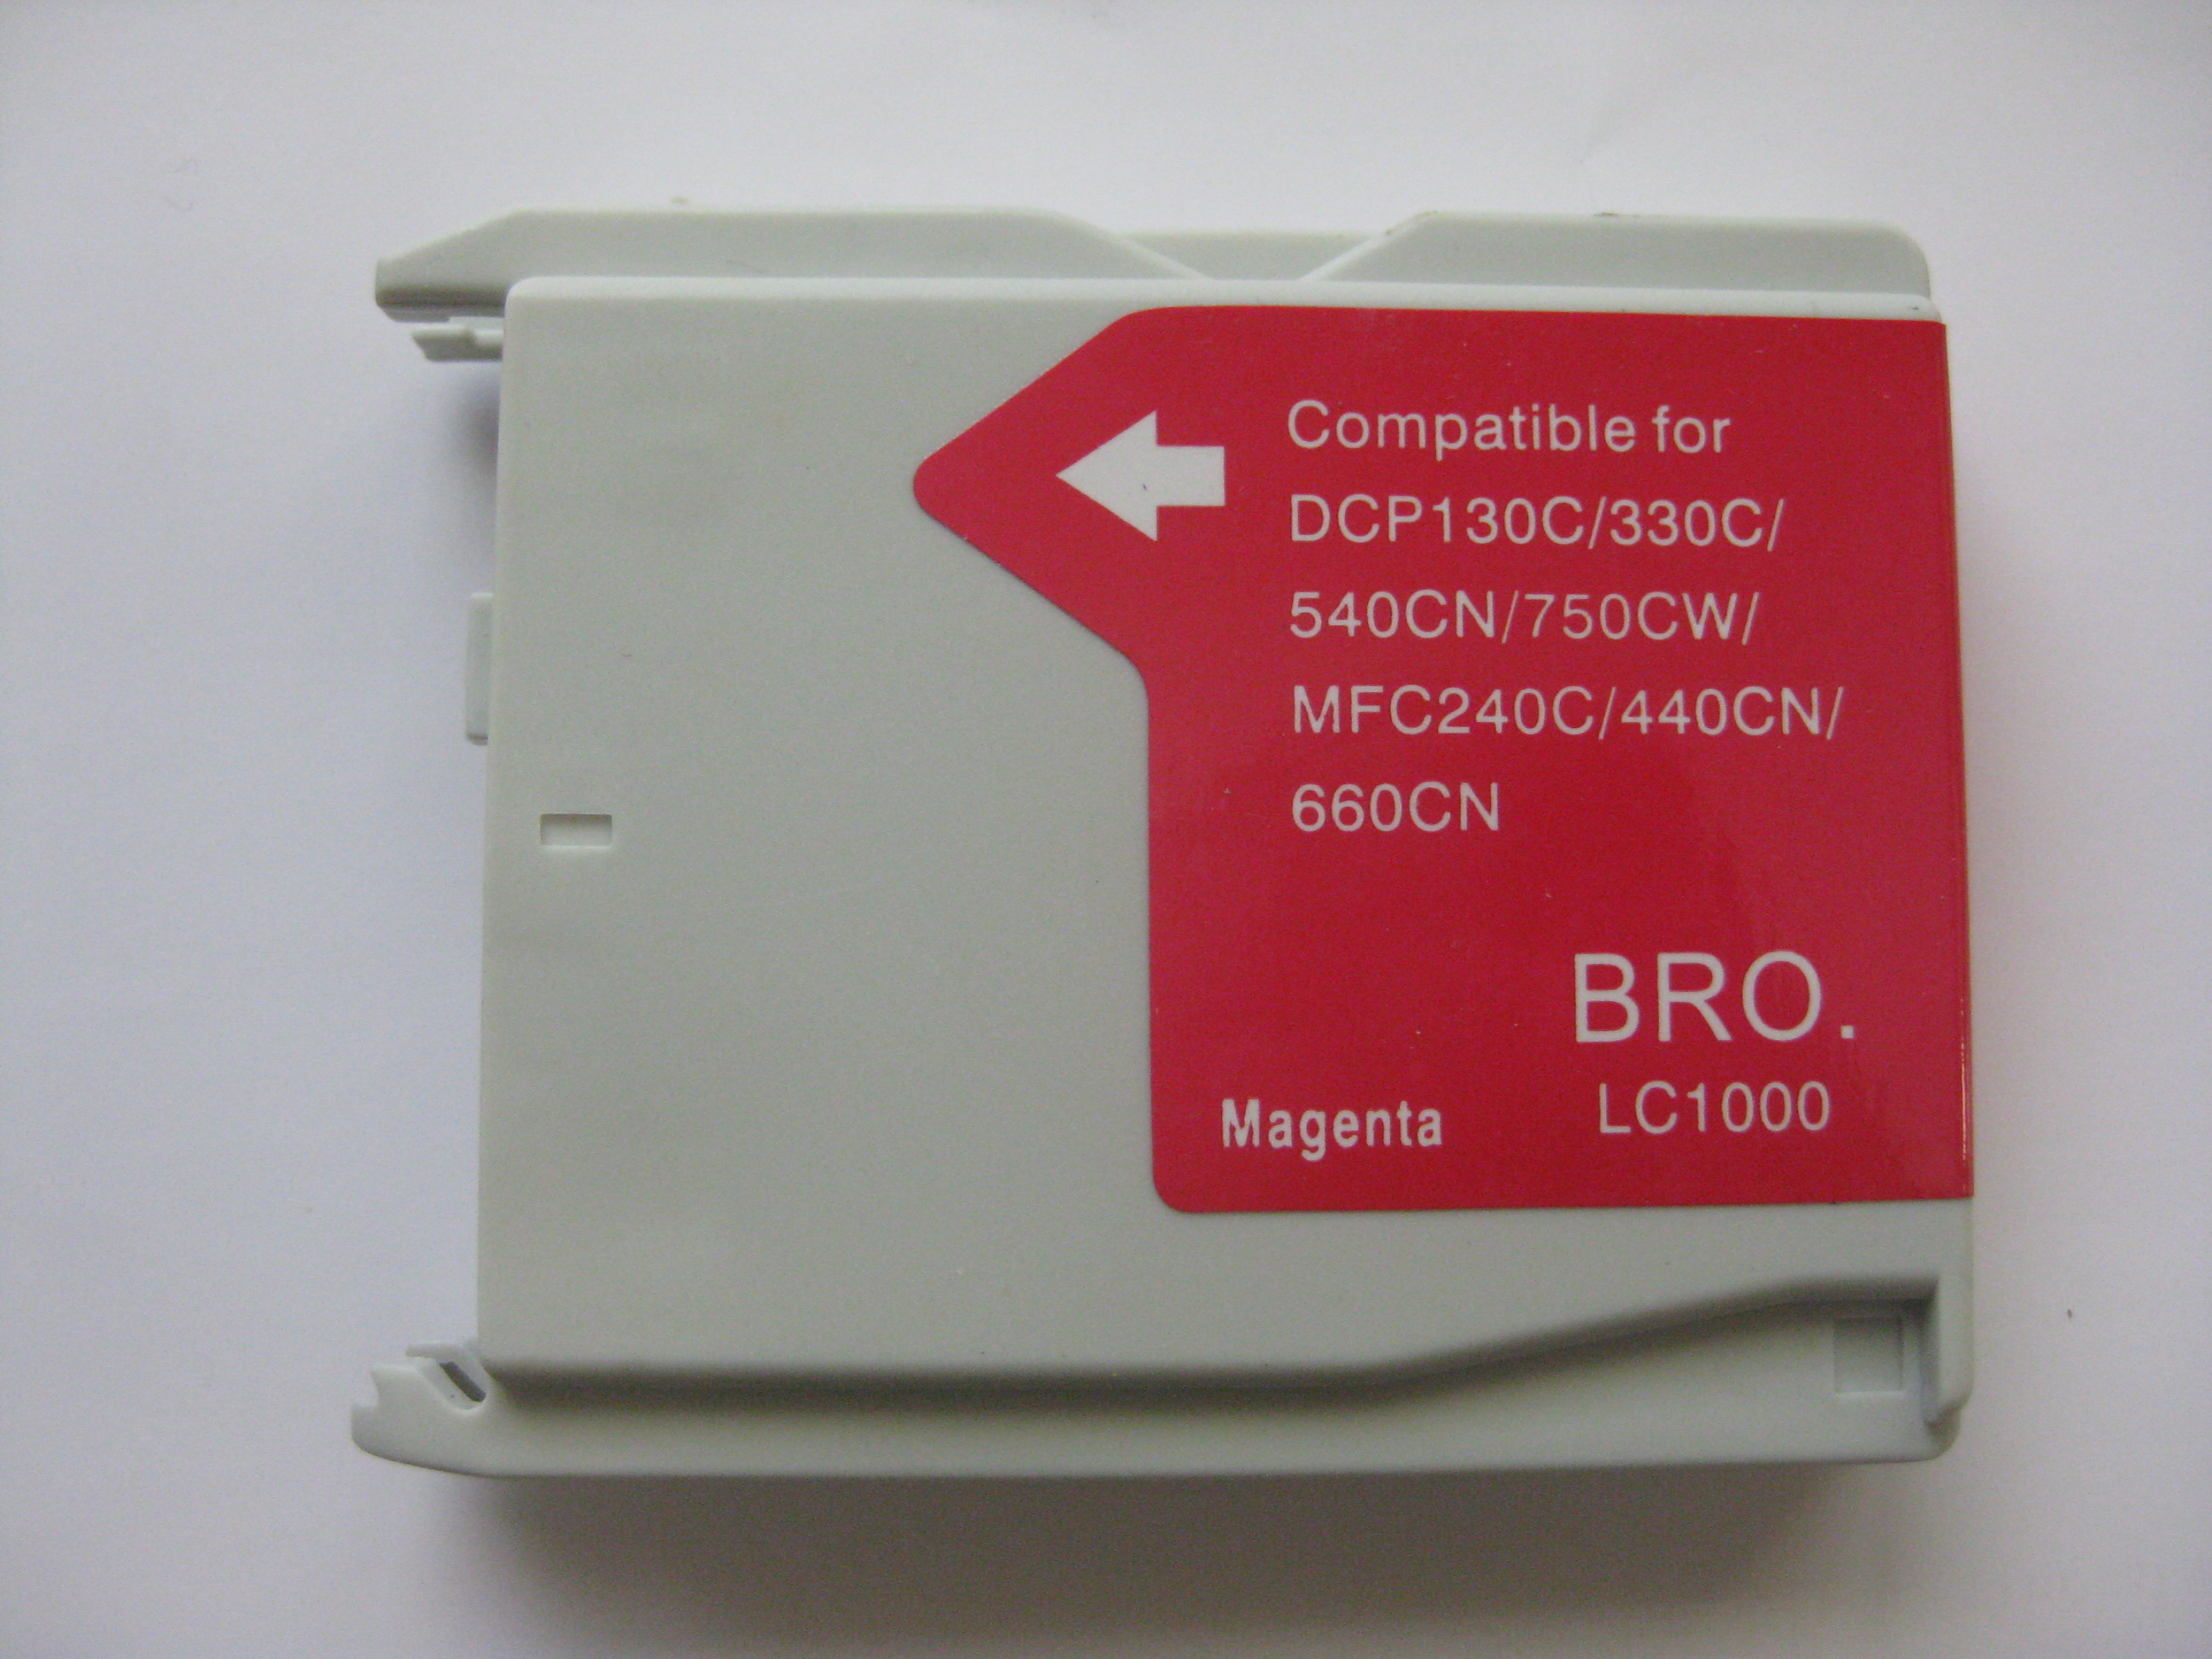 Compatible for
DCP130C/330C/
540CN/750CW/
MFC240C/440CN/
660CN
BRO.
Magenta LC1000